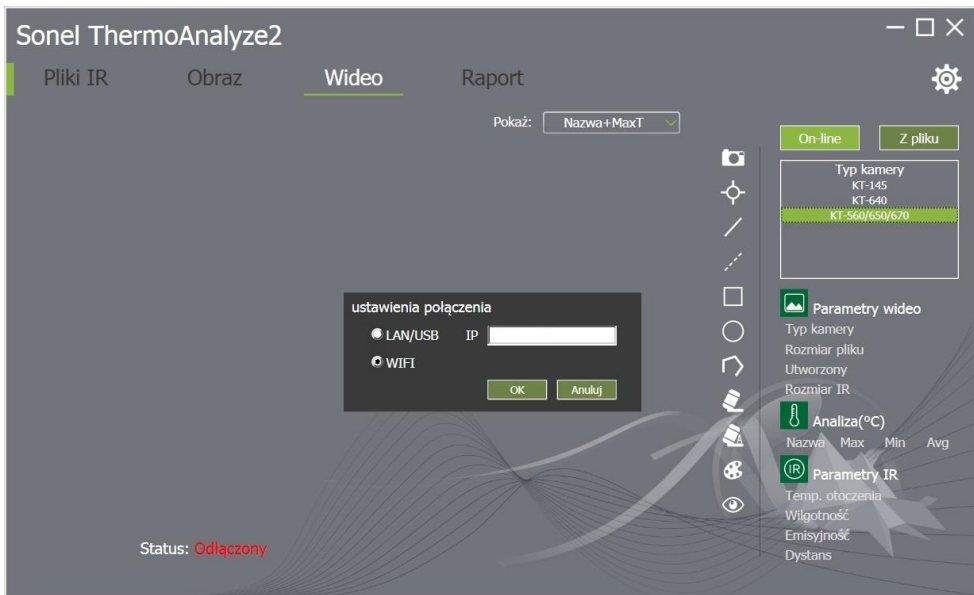 Sonel ThermoAnalyze2
Pliki IR Obraz Wideo Raport
Pokaż: Nazwa+MaxT
On-line Z pliku
Typ kamery
KT-145
KT-640
KT-560/650/670
ustawienia połączenia
LAN/USB IP
WIFI
OK Anuluj
Parametry wideo
Typ kamery
Rozmiar pliku
Utworzony
Rozmiar IR
Analiza(°C)
Nazwa Max Min Avg
IR Parametry IR
Temp. otoczenia
Wilgotność
Emisyjność
Dystans
Status: Odłączony